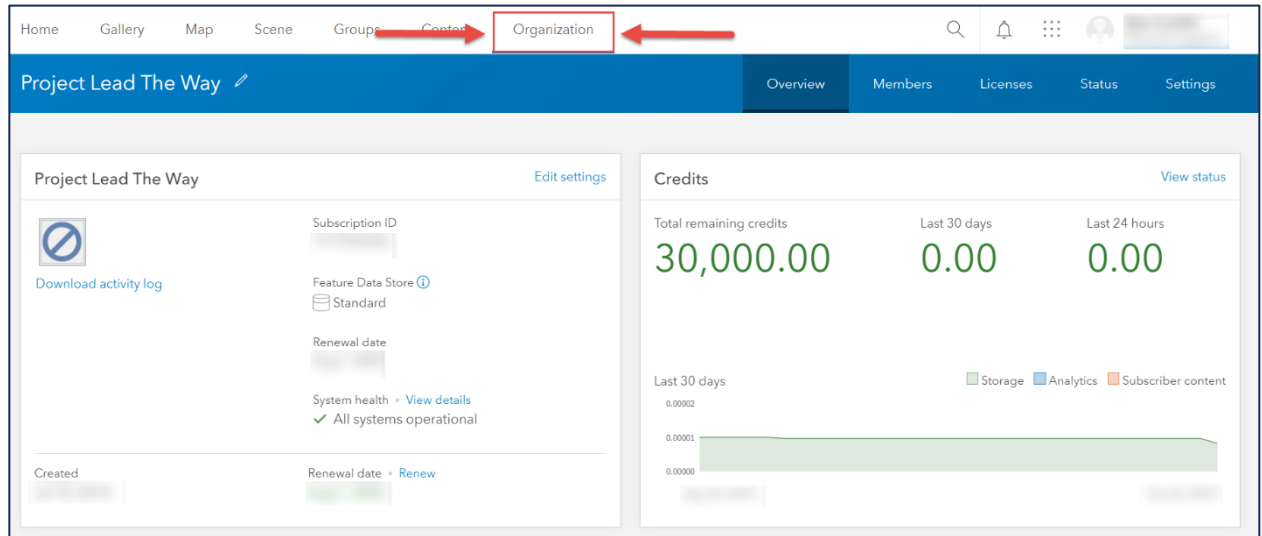 Home Gallery Map Scene Groups Content Organization
Project Lead The Way
Overview Members Licenses Status Settings
Project Lead The Way
Edit settings
Download activity log
Subscription ID
Feature Data Store
Standard
Renewal date
System health • View details
All systems operational
Created
Renewal date • Renew
Credits
View status
Total remaining credits
30,000.00
Last 30 days
0.00
Last 24 hours
0.00
Last 30 days
Storage Analytics Subscriber content
0.00002
0.00001
0.00000